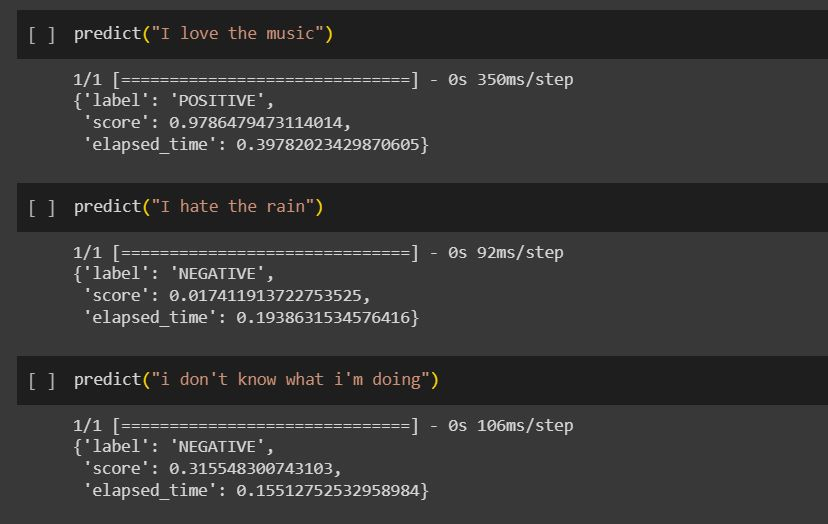 [ ] predict("I love the music")
1/1 [==============================] - 0s 350ms/step
{'label': 'POSITIVE',
'score': 0.9786479473114014,
'elapsed_time': 0.39782023429870605}
[ ] predict("I hate the rain")
1/1 [==============================] - 0s 92ms/step
{'label': 'NEGATIVE',
'score': 0.017411913722753525,
'elapsed_time': 0.1938631534576416}
[ ] predict("i don't know what i'm doing")
1/1 [==============================] - 0s 106ms/step
{'label': 'NEGATIVE',
'score': 0.315548300743103,
'elapsed_time': 0.15512752532958984}